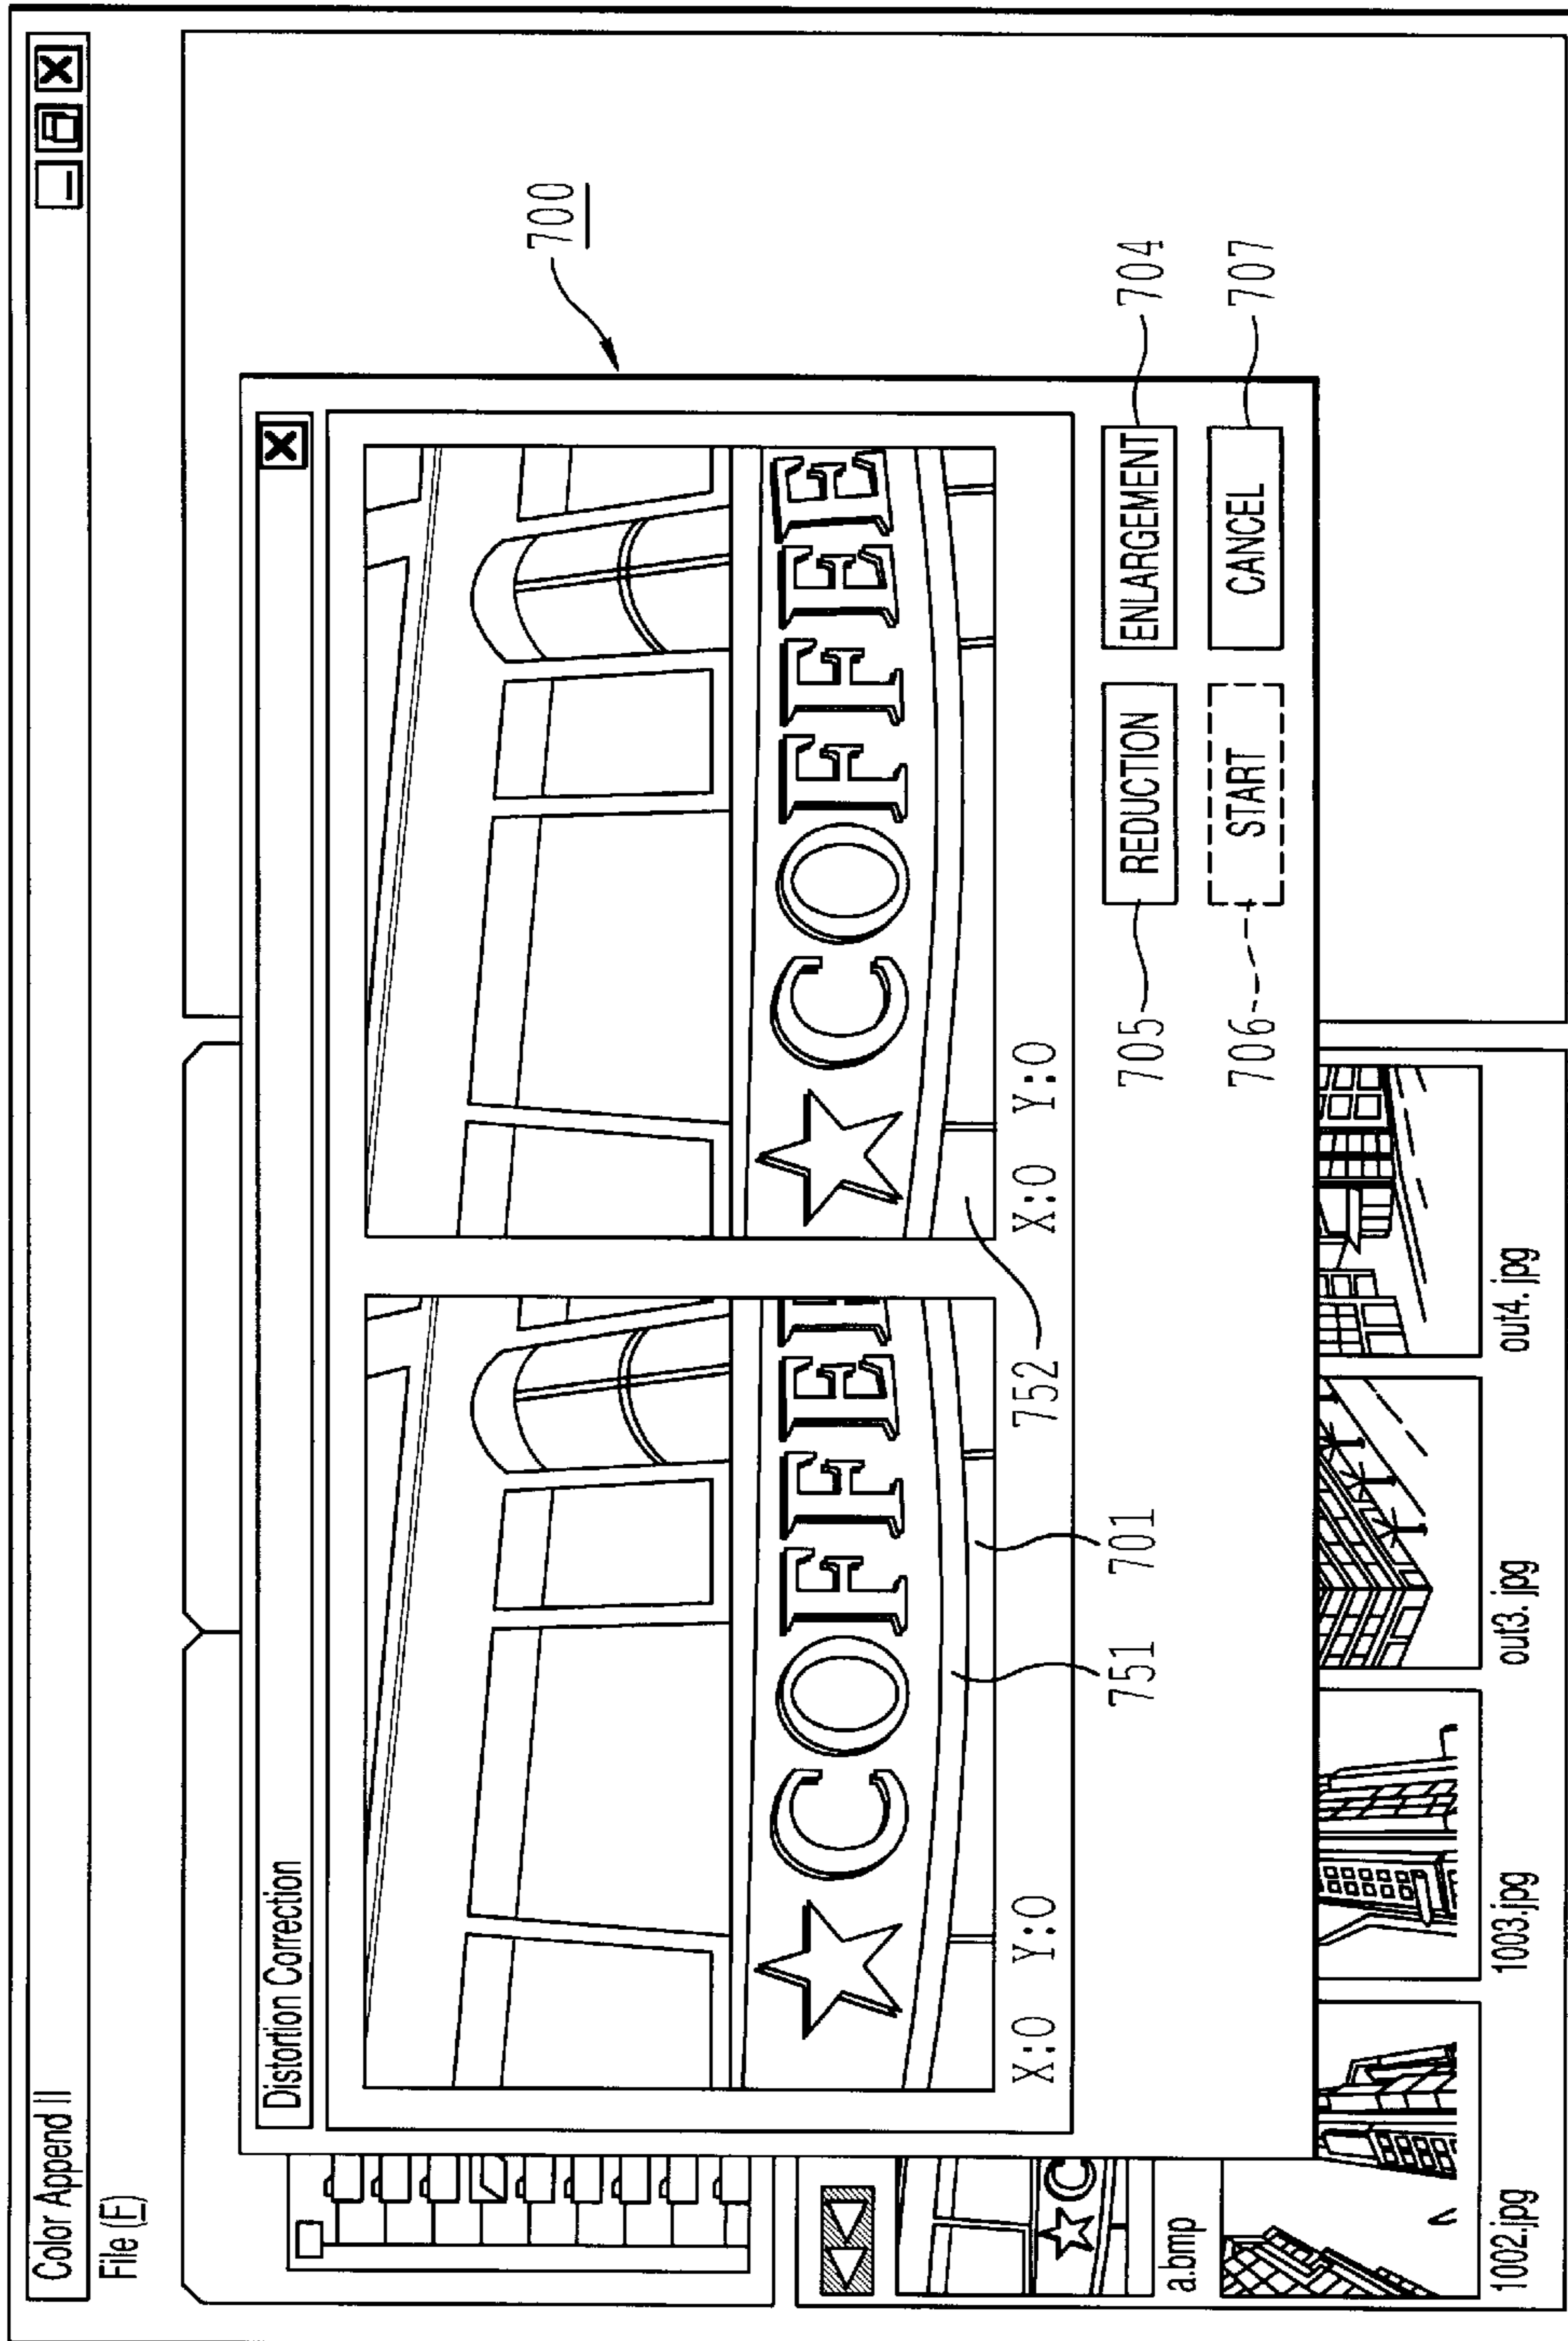 Color Append II
File (F)
700
Distortion Correction
COFFEE
COFFEE
X:0 Y:0
X:0 Y:0
752
751
701
705
REDUCTION
ENLARGEMENT
704
706
START
CANCEL
707
C
a.bmp
1002.jpg
1003.jpg
out3. jpg
out4. jpg